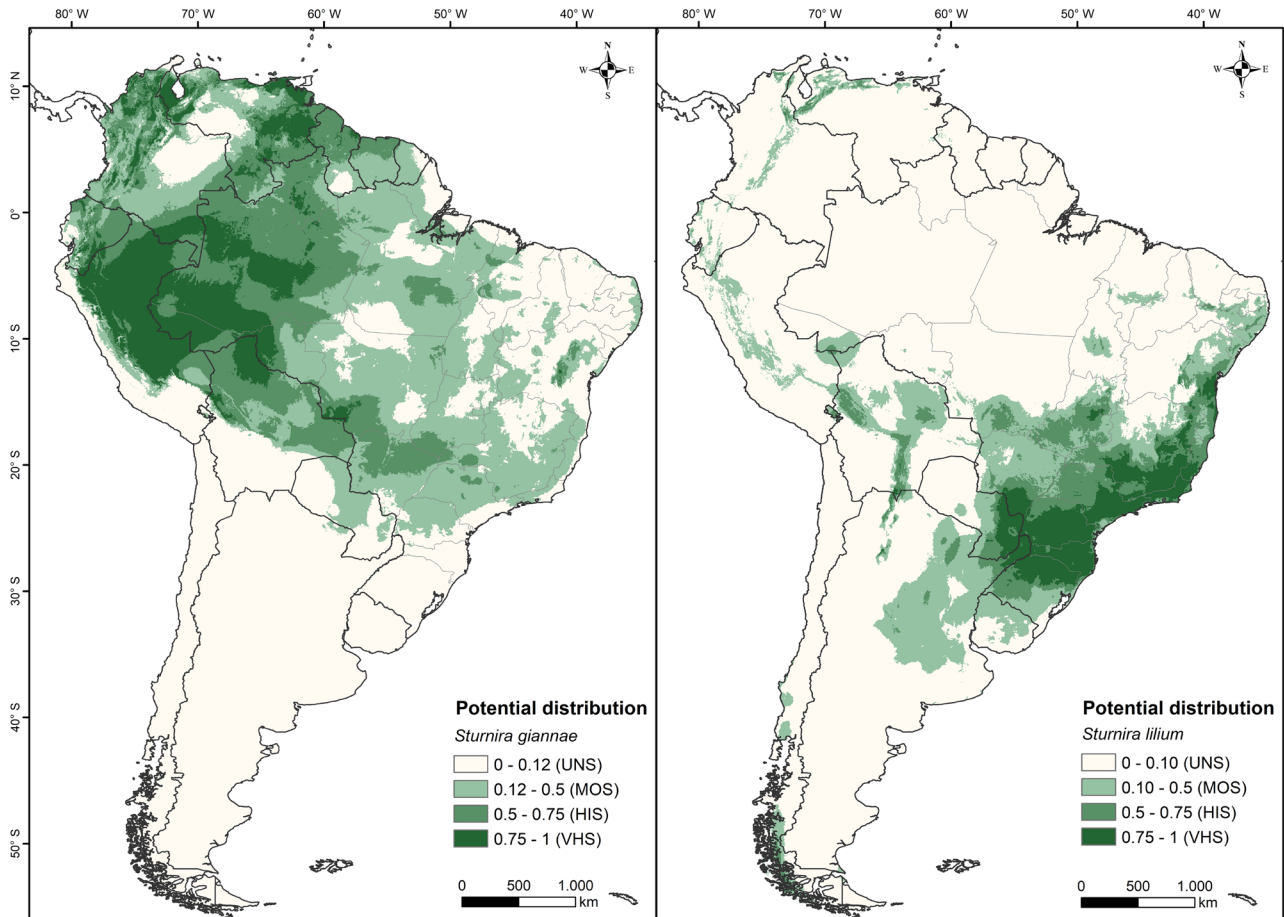 80° W 70° W 60° W 50° W 40° W 80° W 70° W 60° W 50° W 40° W
N
W E
S
N
W E
S
10° N
0°
10° S
20° S
30° S
40° S
50° S
Potential distribution
Sturnira giannae
0 - 0.12 (UNS)
0.12 - 0.5 (MOS)
0.5 - 0.75 (HIS)
0.75 - 1 (VHS)
0 500 1.000
km
Potential distribution
Sturnira lilium
0 - 0.10 (UNS)
0.10 - 0.5 (MOS)
0.5 - 0.75 (HIS)
0.75 - 1 (VHS)
0 500 1.000
km